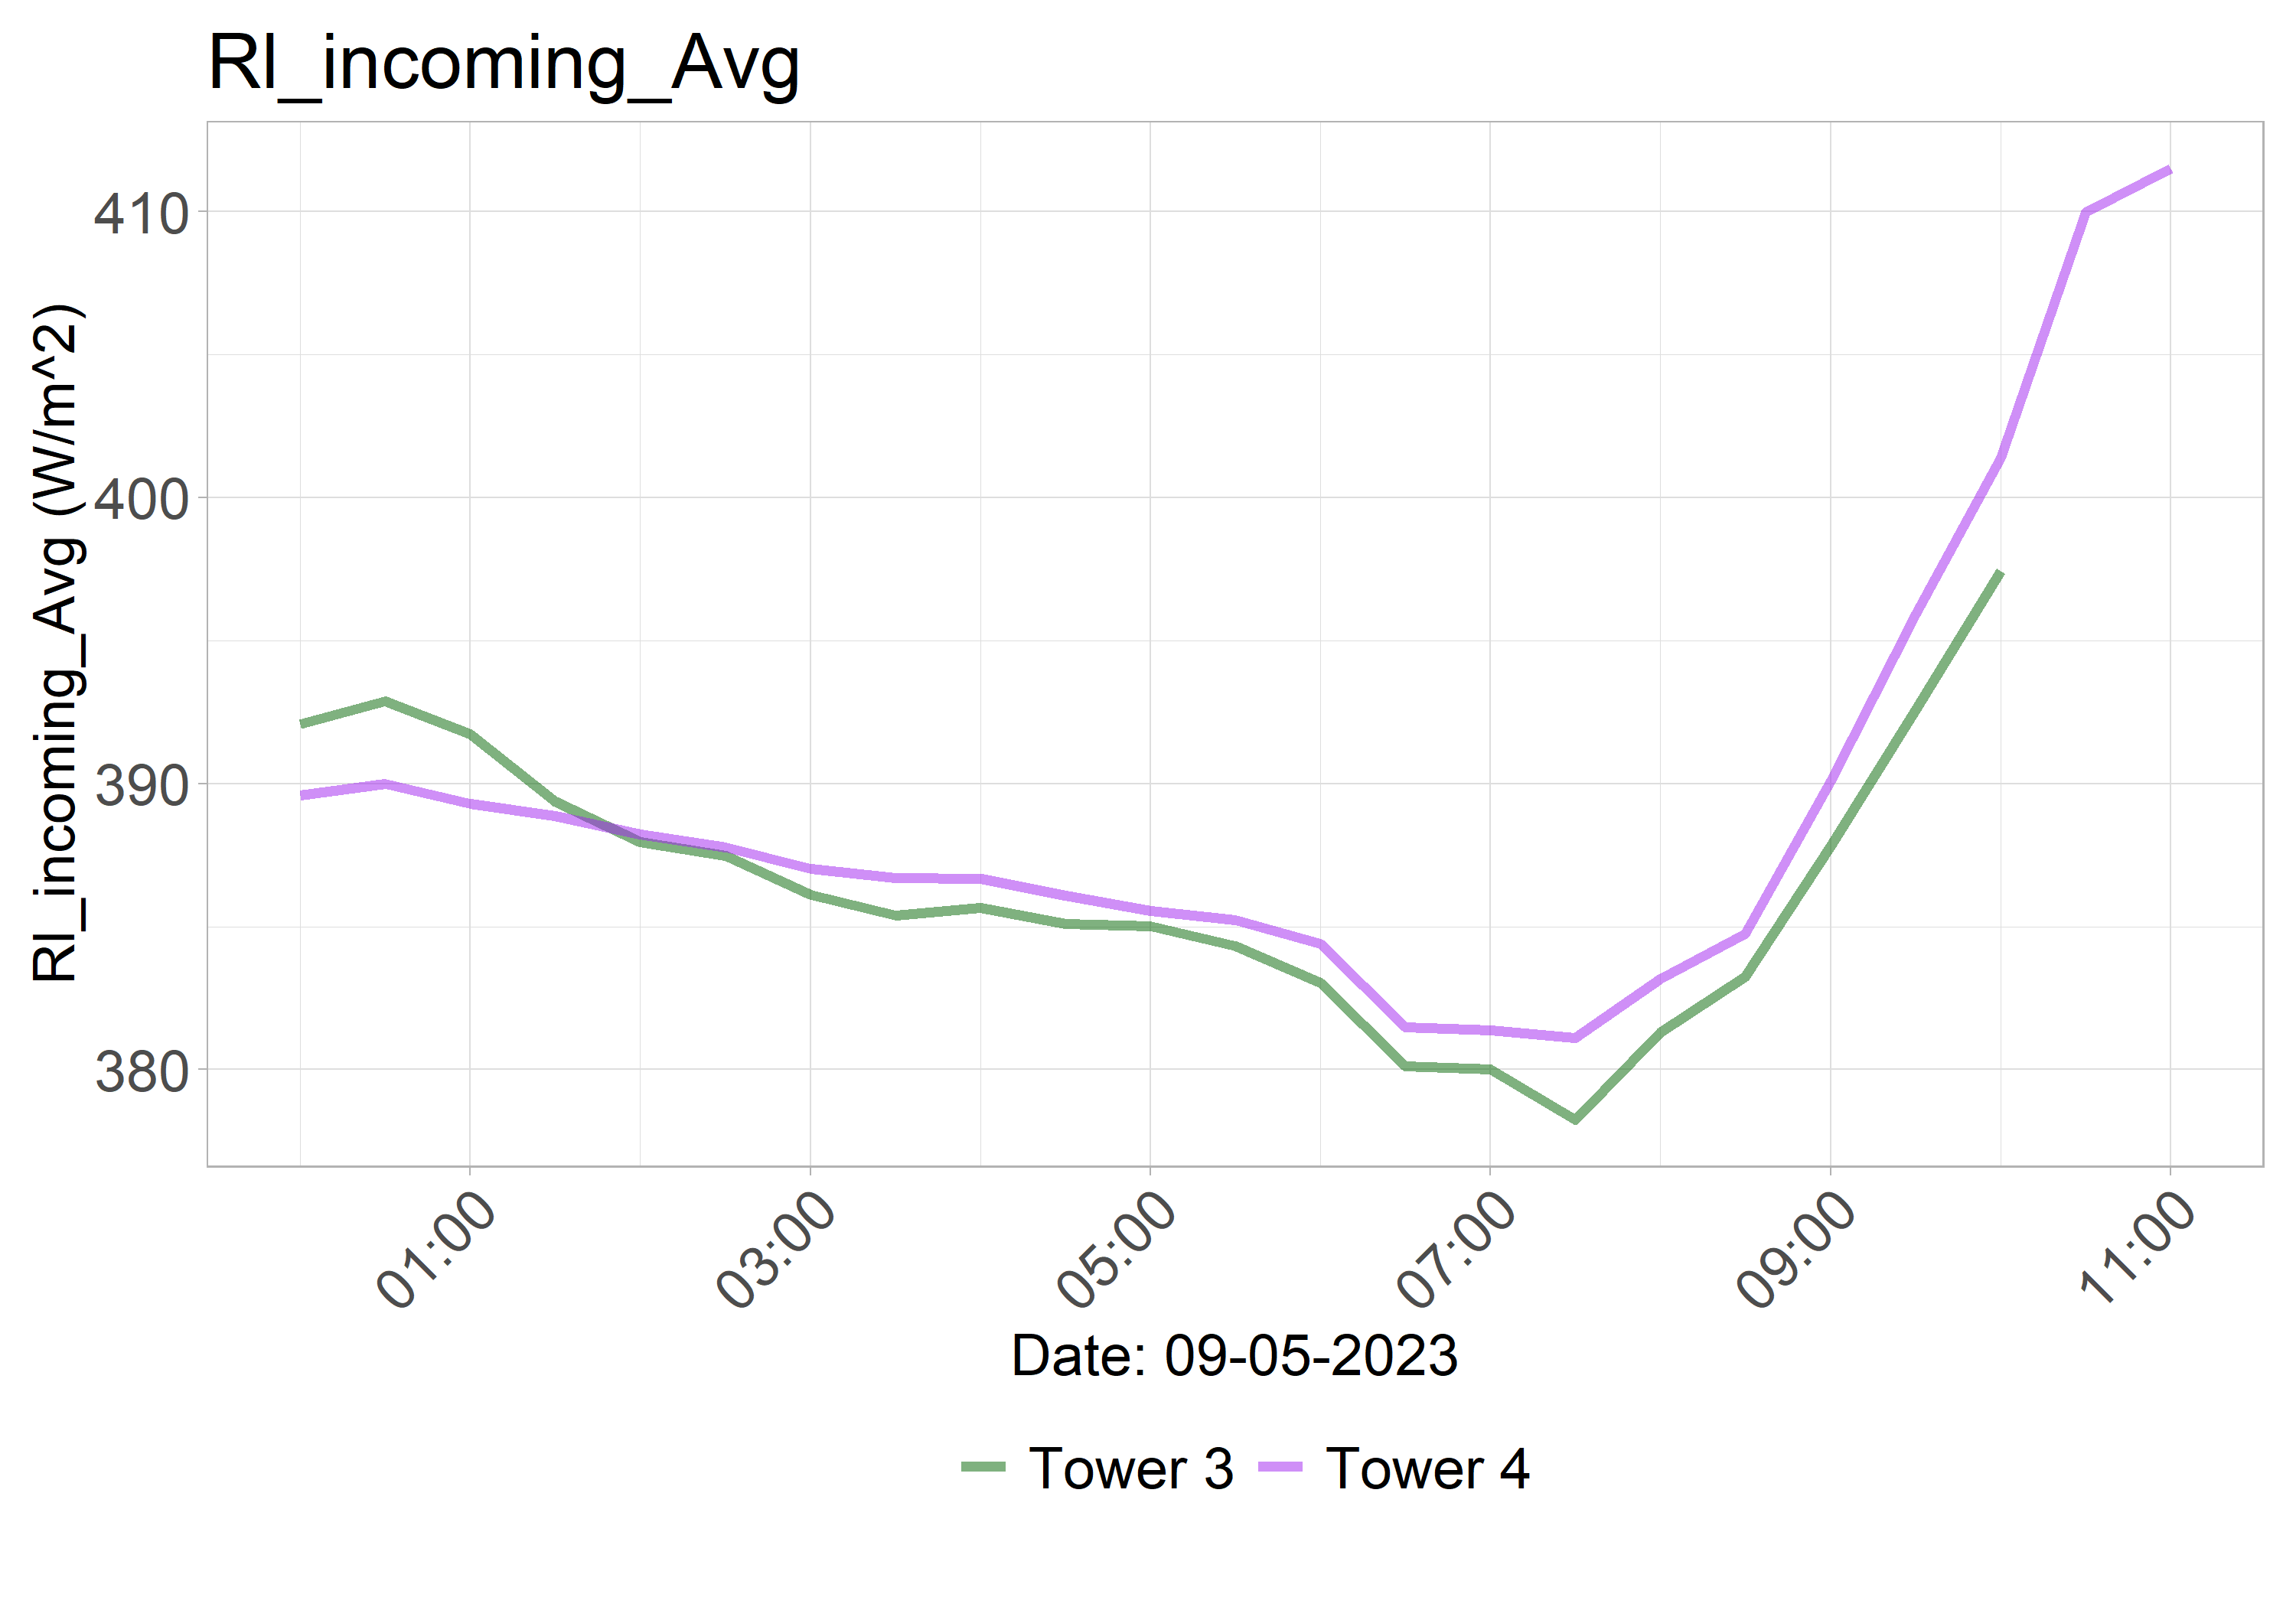 Rl_incoming_Avg
Rl_incoming_Avg (W/m^2)
410
400
390
380
01:00 03:00 05:00 07:00 09:00 11:00
Date: 09-05-2023
Tower 3 Tower 4